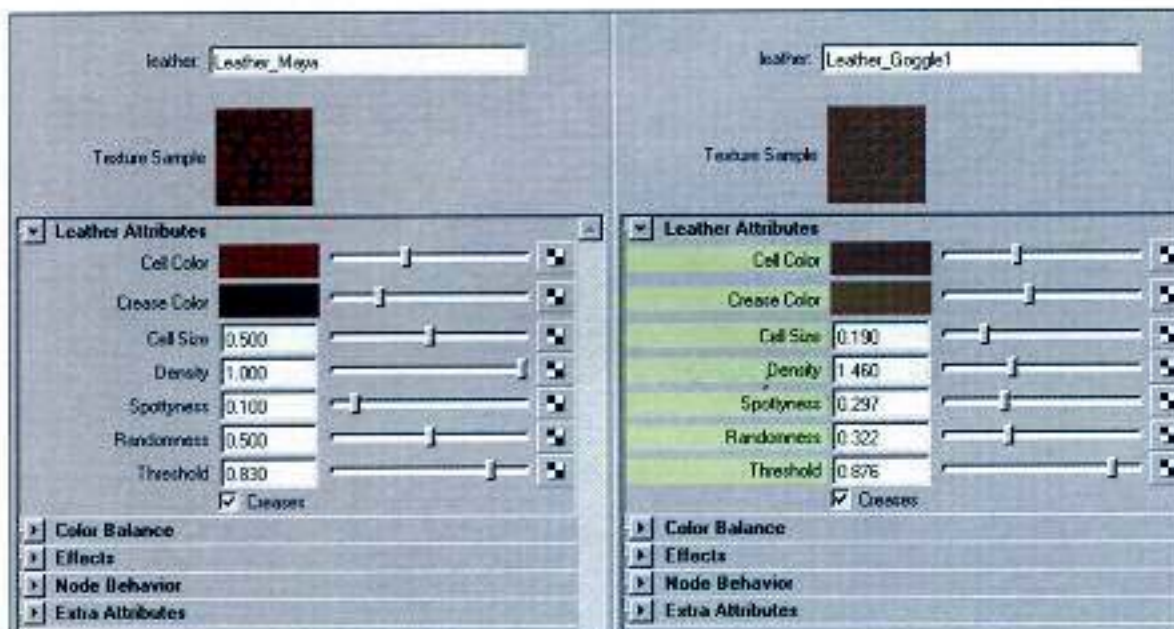 leather: Leather_Maya
Texture Sample
Leather Attributes
Cell Color
Crease Color
Cell Size 0.500
Density 1.000
Spottyness 0.100
Randomness 0.500
Threshold 0.830
Creases
Color Balance
Effects
Node Behavior
Extra Attributes
leather: Leather_Goggle1
Texture Sample
Leather Attributes
Cell Color
Crease Color
Cell Size 0.190
Density 1.460
Spottyness 0.297
Randomness 0.322
Threshold 0.876
Creases
Color Balance
Effects
Node Behavior
Extra Attributes